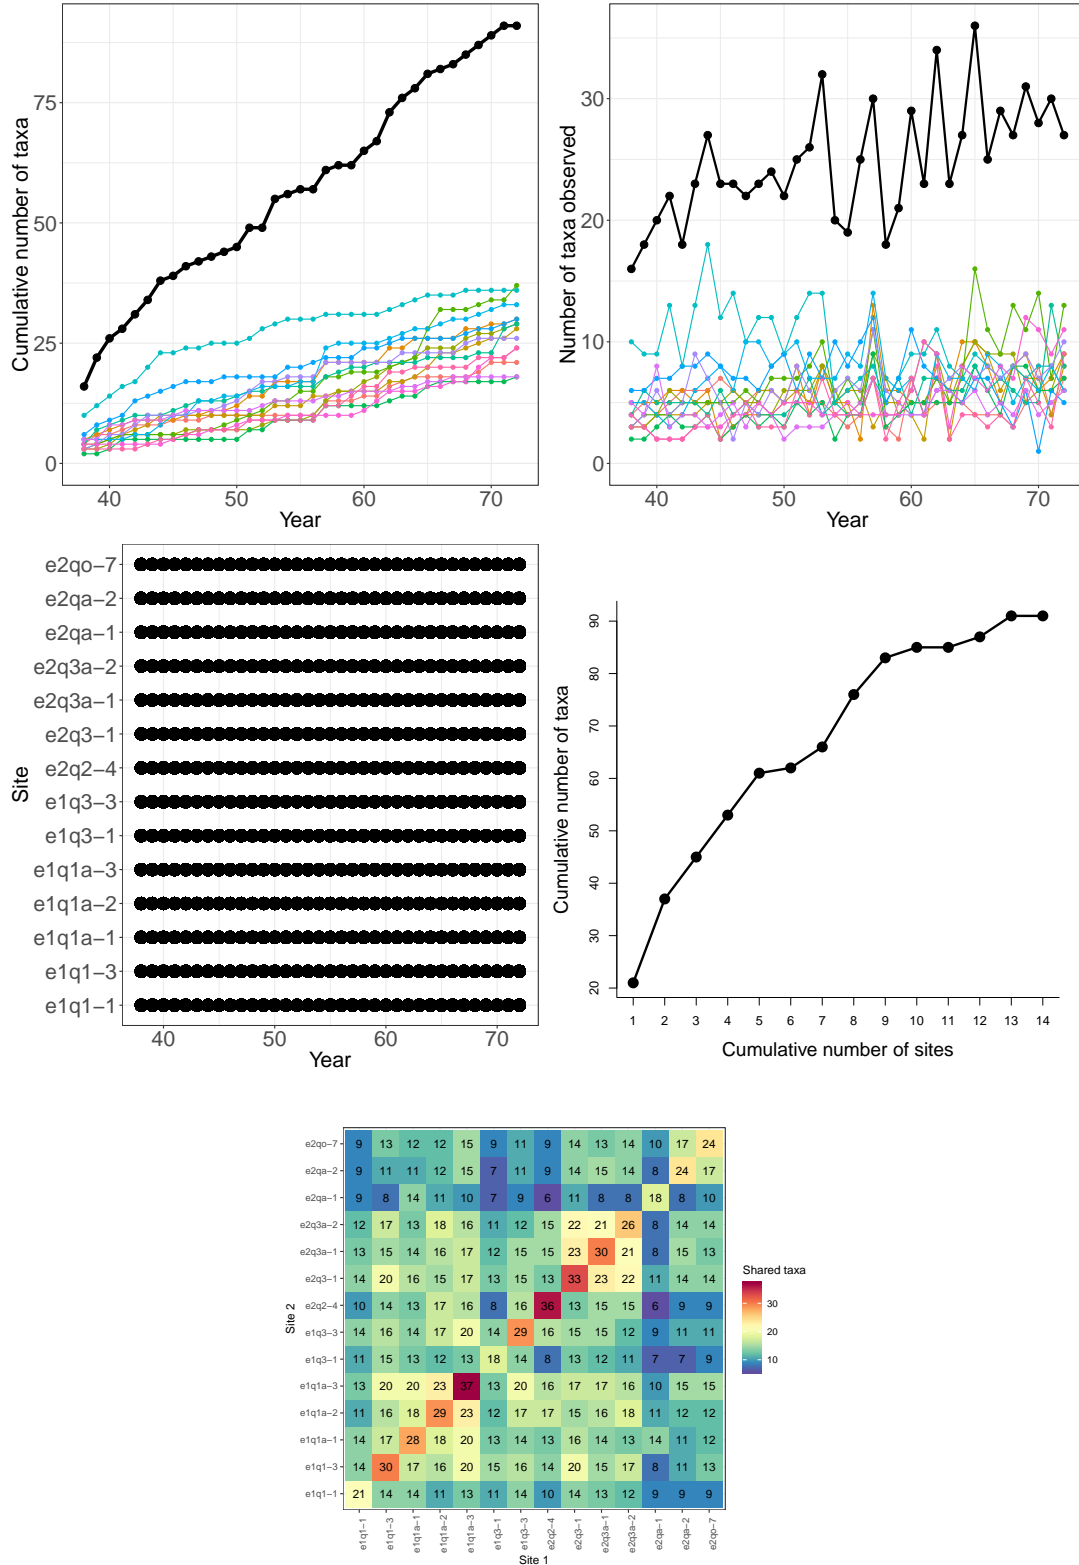 Cumulative number of taxa
75
50
25
0
40 50 60 70
Year
Number of taxa observed
30
20
10
0
40 50 60 70
Year
Site
e2qo−7
e2qa−2
e2qa−1
e2q3a−2
e2q3a−1
e2q3−1
e2q2−4
e1q3−3
e1q3−1
e1q1a−3
e1q1a−2
e1q1a−1
e1q1−3
e1q1−1
40 50 60 70
Year
Cumulative number of taxa
90
80
70
60
50
40
30
20
1 2 3 4 5 6 7 8 9 10 11 12 13 14
Cumulative number of sites
Site 2
e2qo−7 9 13 12 12 15 9 11 9 14 13 14 10 17 24
e2qa−2 9 11 11 12 15 7 11 9 14 15 14 8 24 17
e2qa−1 9 8 14 11 10 7 9 6 11 8 8 18 8 10
e2q3a−2 12 17 13 18 16 11 12 15 22 21 26 8 14 14
e2q3a−1 13 15 14 16 17 12 15 15 23 30 21 8 15 13
e2q3−1 14 20 16 15 17 13 15 13 33 23 22 11 14 14
e2q2−4 10 14 13 17 16 8 16 36 13 15 15 6 9 9
e1q3−3 14 16 14 17 20 14 29 16 15 15 12 9 11 11
e1q3−1 11 15 13 12 13 18 14 8 13 12 11 7 7 9
e1q1a−3 13 20 20 23 37 13 20 16 17 17 16 10 15 15
e1q1a−2 11 16 18 29 23 12 17 17 15 16 18 11 12 12
e1q1a−1 14 17 28 18 20 13 14 13 16 14 13 14 11 12
e1q1−3 14 30 17 16 20 15 16 14 20 15 17 8 11 13
e1q1−1 21 14 14 11 13 11 14 10 14 13 12 9 9 9
e1q1−1 e1q1−3 e1q1a−1 e1q1a−2 e1q1a−3 e1q3−1 e1q3−3 e2q2−4 e2q3−1 e2q3a−1 e2q3a−2 e2qa−1 e2qa−2 e2qo−7
Site 1
Shared taxa
30
20
10